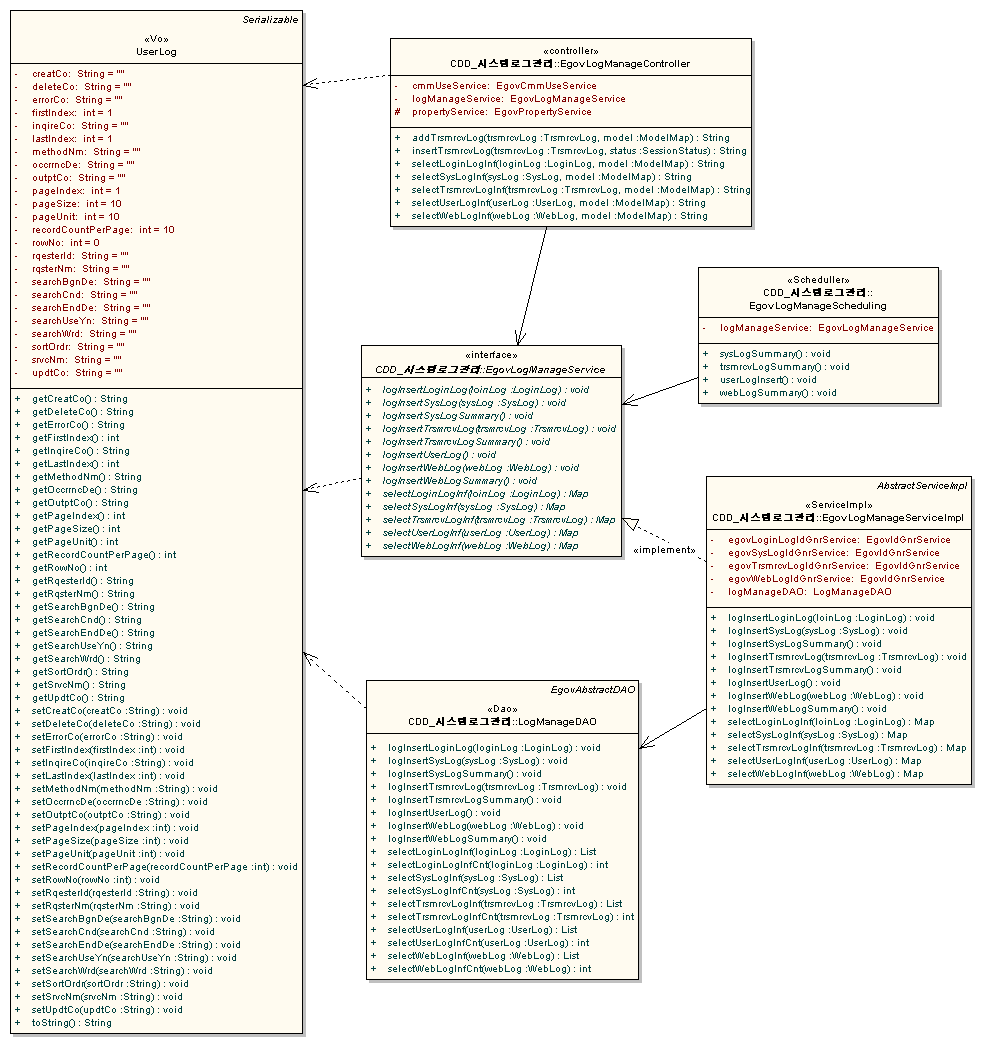 Serializable
«Vo»
UserLog
- creatCo: String = ""
- deleteCo: String = ""
- errorCo: String = ""
- firstIndex: int = 1
- inqireCo: String = ""
- lastIndex: int = 1
- methodNm: String = ""
- occrrncDe: String = ""
- outptCo: String = ""
- pageIndex: int = 1
- pageSize: int = 10
- pageUnit: int = 10
- recordCountPerPage: int = 10
- rowNo: int = 0
- rqesterId: String = ""
- rqsterNm: String = ""
- searchBgnDe: String = ""
- searchCnd: String = ""
- searchEndDe: String = ""
- searchUseYn: String = ""
- searchWrd: String = ""
- sortOrdr: String = ""
- srvcNm: String = ""
- updtCo: String = ""
+ getCreatCo() : String
+ getDeleteCo() : String
+ getErrorCo() : String
+ getFirstIndex() : int
+ getInqireCo() : String
+ getLastIndex() : int
+ getMethodNm() : String
+ getOccrrncDe() : String
+ getOutptCo() : String
+ getPageIndex() : int
+ getPageSize() : int
+ getPageUnit() : int
+ getRecordCountPerPage() : int
+ getRowNo() : int
+ getRqesterId() : String
+ getRqsterNm() : String
+ getSearchBgnDe() : String
+ getSearchCnd() : String
+ getSearchEndDe() : String
+ getSearchUseYn() : String
+ getSearchWrd() : String
+ getSortOrdr() : String
+ getSrvcNm() : String
+ getUpdtCo() : String
+ setCreatCo(creatCo :String) : void
+ setDeleteCo(deleteCo :String) : void
+ setErrorCo(errorCo :String) : void
+ setFirstIndex(firstIndex :int) : void
+ setInqireCo(inqireCo :String) : void
+ setLastIndex(lastIndex :int) : void
+ setMethodNm(methodNm :String) : void
+ setOccrrncDe(occrrncDe :String) : void
+ setOutptCo(outptCo :String) : void
+ setPageIndex(pageIndex :int) : void
+ setPageSize(pageSize :int) : void
+ setPageUnit(pageUnit :int) : void
+ setRecordCountPerPage(recordCountPerPage :int) : void
+ setRowNo(rowNo :int) : void
+ setRqesterId(rqesterId :String) : void
+ setRqsterNm(rqsterNm :String) : void
+ setSearchBgnDe(searchBgnDe :String) : void
+ setSearchCnd(searchCnd :String) : void
+ setSearchEndDe(searchEndDe :String) : void
+ setSearchUseYn(searchUseYn :String) : void
+ setSearchWrd(searchWrd :String) : void
+ setSortOrdr(sortOrdr :String) : void
+ setSrvcNm(srvcNm :String) : void
+ setUpdtCo(updtCo :String) : void
+ toString() : String
«controller»
CDD_시스템로그관리::EgovLogManageController
- cmmUseService: EgovCmmUseService
- logManageService: EgovLogManageService
# propertyService: EgovPropertyService
+ addTrsmrcvLog(trsmrcvLog :TrsmrcvLog, model :ModelMap) : String
+ insertTrsmrcvLog(trsmrcvLog :TrsmrcvLog, status :SessionStatus) : String
+ selectLoginLogInf(loginLog :LoginLog, model :ModelMap) : String
+ selectSysLogInf(sysLog :SysLog, model :ModelMap) : String
+ selectTrsmrcvLogInf(trsmrcvLog :TrsmrcvLog, model :ModelMap) : String
+ selectUserLogInf(userLog :UserLog, model :ModelMap) : String
+ selectWebLogInf(webLog :WebLog, model :ModelMap) : String
«Scheduller»
CDD_시스템로그관리::
EgovLogManageScheduling
- logManageService: EgovLogManageService
+ sysLogSummary() : void
+ trsmrcvLogSummary() : void
+ userLogInsert() : void
+ webLogSummary() : void
«interface»
CDD_시스템로그관리::EgovLogManageService
+ logInsertLoginLog(loinLog :LoginLog) : void
+ logInsertSysLog(sysLog :SysLog) : void
+ logInsertSysLogSummary() : void
+ logInsertTrsmrcvLog(trsmrcvLog :TrsmrcvLog) : void
+ logInsertTrsmrcvLogSummary() : void
+ logInsertUserLog() : void
+ logInsertWebLog(webLog :WebLog) : void
+ logInsertWebLogSummary() : void
+ selectLoginLogInf(loinLog :LoginLog) : Map
+ selectSysLogInf(sysLog :SysLog) : Map
+ selectTrsmrcvLogInf(trsmrcvLog :TrsmrcvLog) : Map
+ selectUserLogInf(userLog :UserLog) : Map
+ selectWebLogInf(webLog :WebLog) : Map
«implement»
AbstractServiceImpl
«ServiceImpl»
CDD_시스템로그관리::EgovLogManageServiceImpl
- egovLoginLogIdGnrService: EgovIdGnrService
- egovSysLogIdGnrService: EgovIdGnrService
- egovTrsmrcvLogIdGnrService: EgovIdGnrService
- egovWebLogIdGnrService: EgovIdGnrService
- logManageDAO: LogManageDAO
+ logInsertLoginLog(loinLog :LoginLog) : void
+ logInsertSysLog(sysLog :SysLog) : void
+ logInsertSysLogSummary() : void
+ logInsertTrsmrcvLog(trsmrcvLog :TrsmrcvLog) : void
+ logInsertTrsmrcvLogSummary() : void
+ logInsertUserLog() : void
+ logInsertWebLog(webLog :WebLog) : void
+ logInsertWebLogSummary() : void
+ selectLoginLogInf(loinLog :LoginLog) : Map
+ selectSysLogInf(sysLog :SysLog) : Map
+ selectTrsmrcvLogInf(trsmrcvLog :TrsmrcvLog) : Map
+ selectUserLogInf(userLog :UserLog) : Map
+ selectWebLogInf(webLog :WebLog) : Map
EgovAbstractDAO
«Dao»
CDD_시스템로그관리::LogManageDAO
+ logInsertLoginLog(loginLog :LoginLog) : void
+ logInsertSysLog(sysLog :SysLog) : void
+ logInsertSysLogSummary() : void
+ logInsertTrsmrcvLog(trsmrcvLog :TrsmrcvLog) : void
+ logInsertTrsmrcvLogSummary() : void
+ logInsertUserLog() : void
+ logInsertWebLog(webLog :WebLog) : void
+ logInsertWebLogSummary() : void
+ selectLoginLogInf(loginLog :LoginLog) : List
+ selectLoginLogInfCnt(loginLog :LoginLog) : int
+ selectSysLogInf(sysLog :SysLog) : List
+ selectSysLogInfCnt(sysLog :SysLog) : int
+ selectTrsmrcvLogInf(trsmrcvLog :TrsmrcvLog) : List
+ selectTrsmrcvLogInfCnt(trsmrcvLog :TrsmrcvLog) : int
+ selectUserLogInf(userLog :UserLog) : List
+ selectUserLogInfCnt(userLog :UserLog) : int
+ selectWebLogInf(webLog :WebLog) : List
+ selectWebLogInfCnt(webLog :WebLog) : int